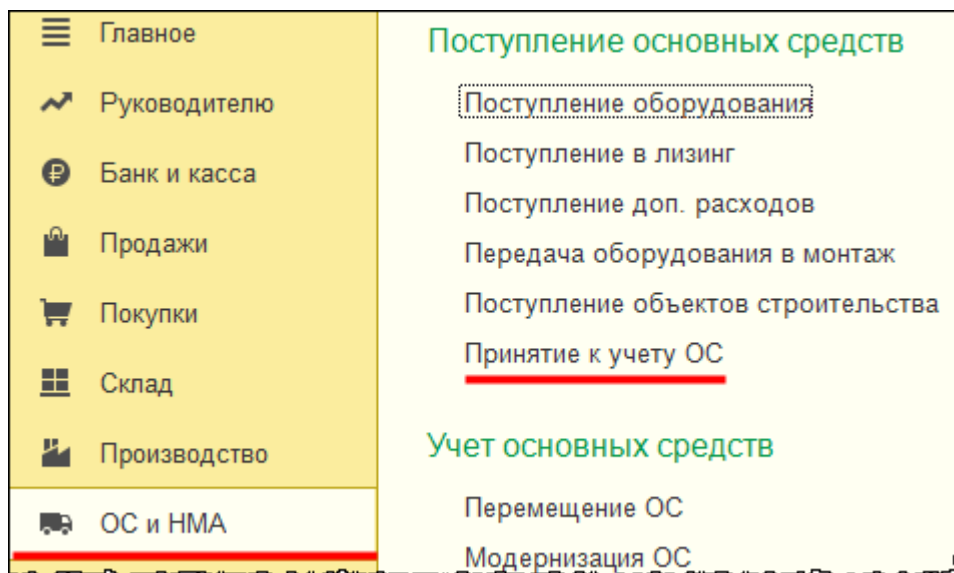 Главное
Руководителю
Банк и касса
Продажи
Покупки
Склад
Производство
ОС и НМА
Поступление основных средств
Поступление оборудования
Поступление в лизинг
Поступление доп. расходов
Передача оборудования в монтаж
Поступление объектов строительства
Принятие к учету ОС
Учет основных средств
Перемещение ОС
Модернизация ОС